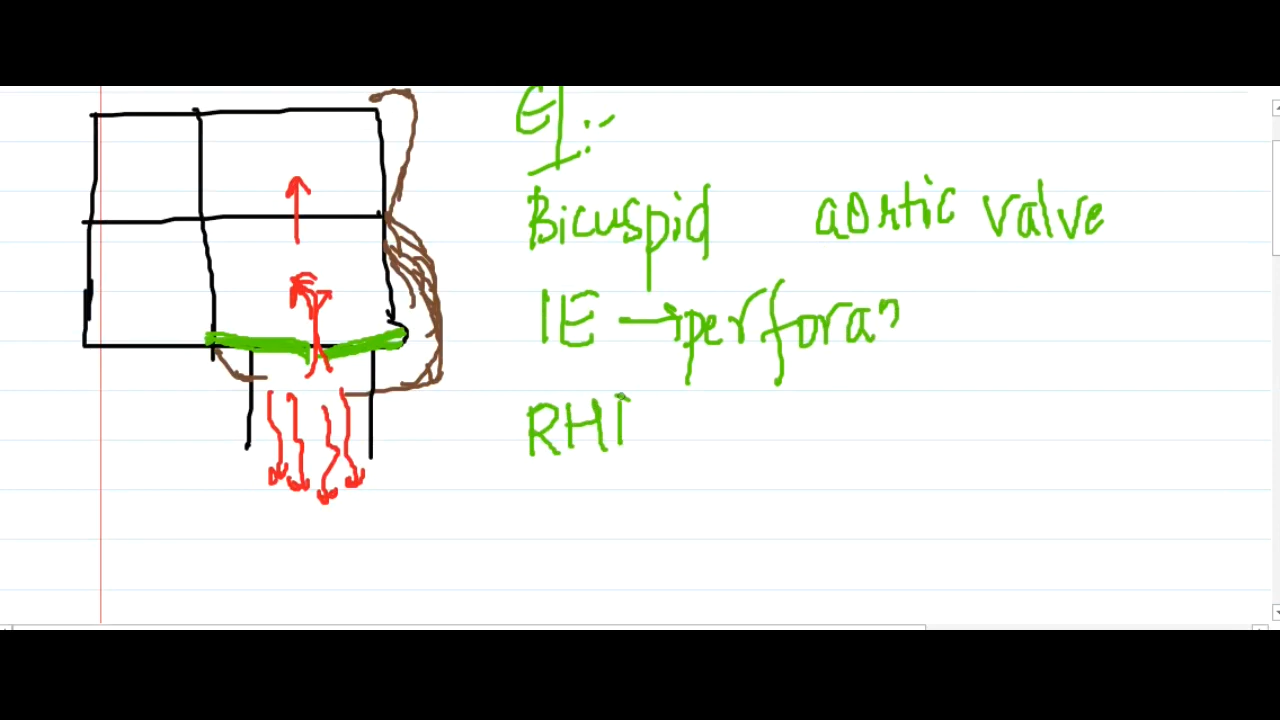 Bicuspid aortic valve
IE → perforaⁿ
RHI